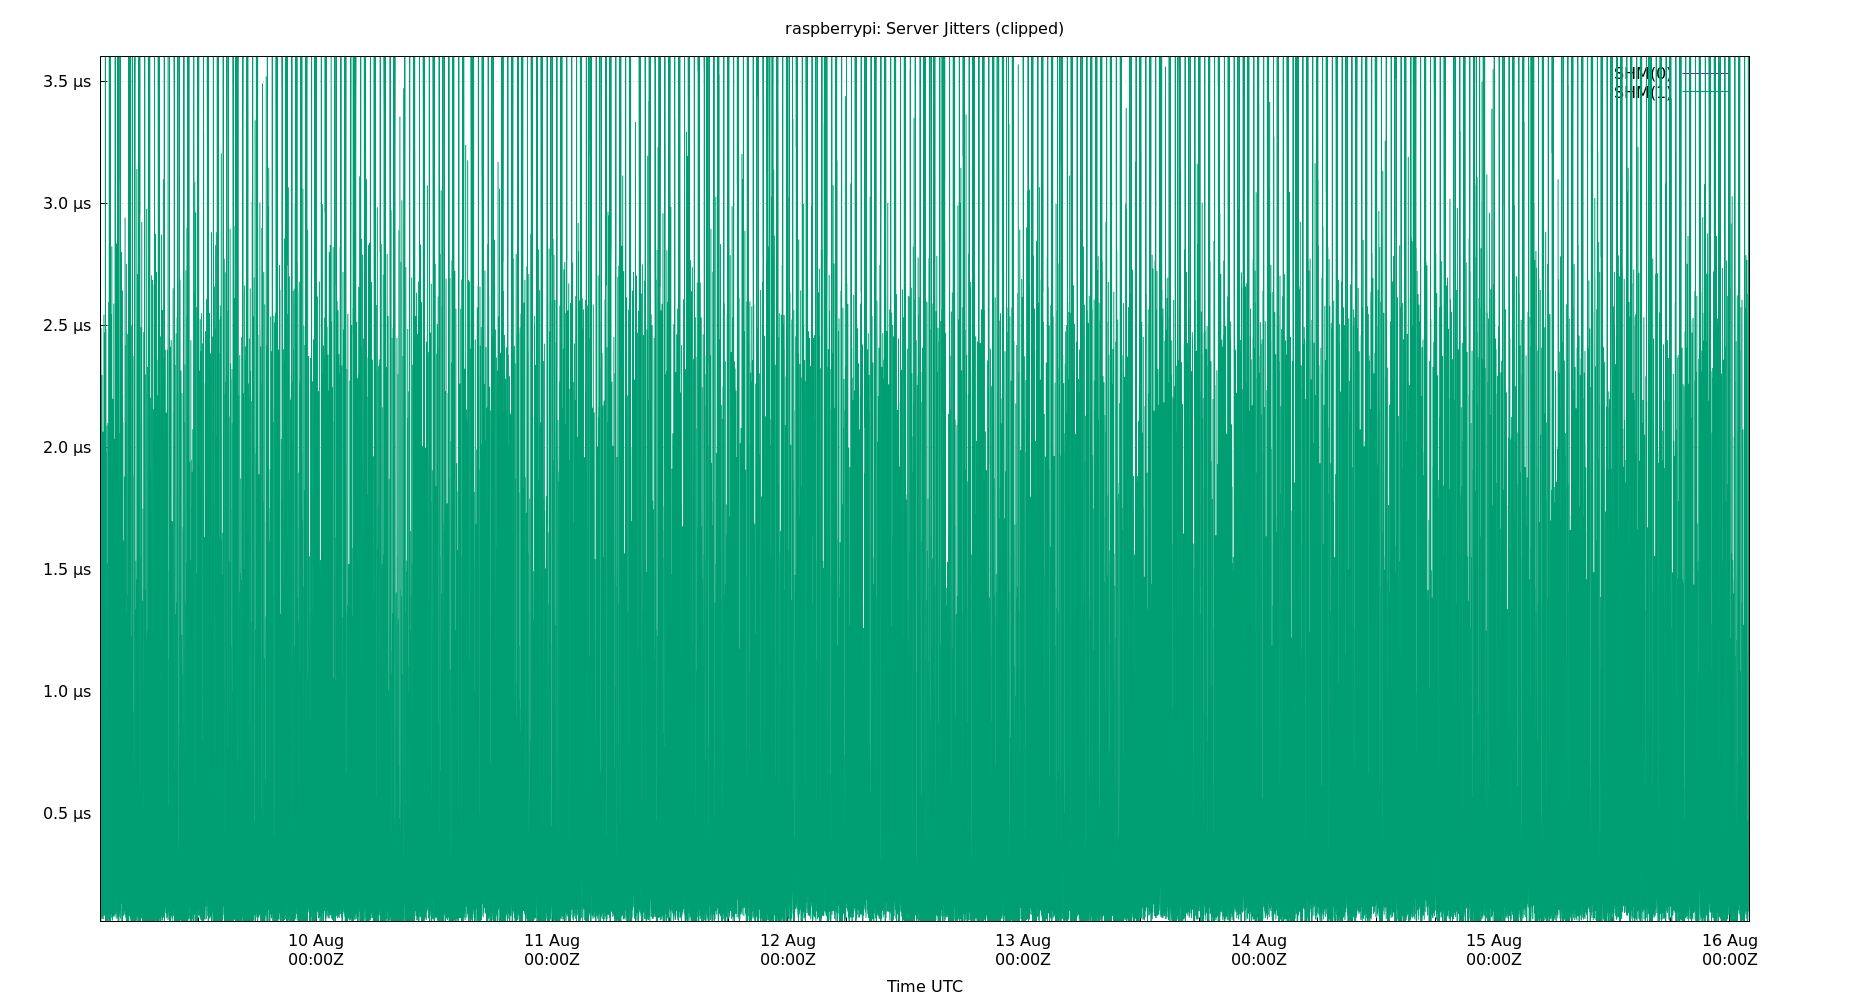 raspberrypi: Server Jitters (clipped)
SHM(0)
SHM(1)
3.5 µs
3.0 µs
2.5 µs
2.0 µs
1.5 µs
1.0 µs
0.5 µs
10 Aug 11 Aug 12 Aug 13 Aug 14 Aug 15 Aug 16 Aug
00:00Z 00:00Z 00:00Z 00:00Z 00:00Z 00:00Z 00:00Z
Time UTC